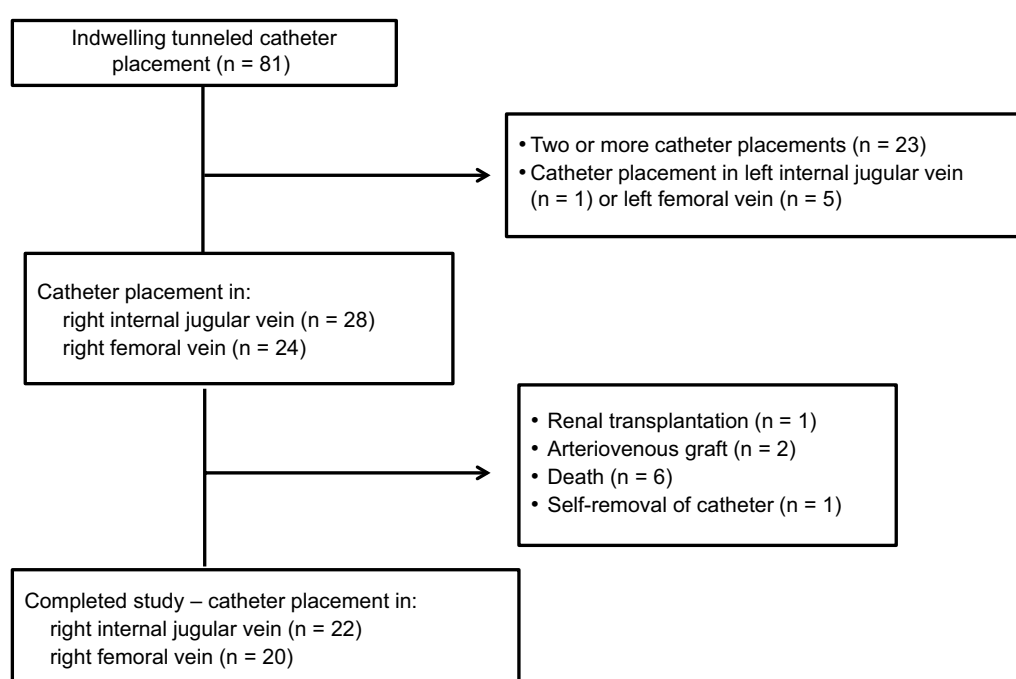 Indwelling tunneled catheter
placement (n = 81)
• Two or more catheter placements (n = 23)
• Catheter placement in left internal jugular vein
(n = 1) or left femoral vein (n = 5)
Catheter placement in:
right internal jugular vein (n = 28)
right femoral vein (n = 24)
• Renal transplantation (n = 1)
• Arteriovenous graft (n = 2)
• Death (n = 6)
• Self-removal of catheter (n = 1)
Completed study – catheter placement in:
right internal jugular vein (n = 22)
right femoral vein (n = 20)